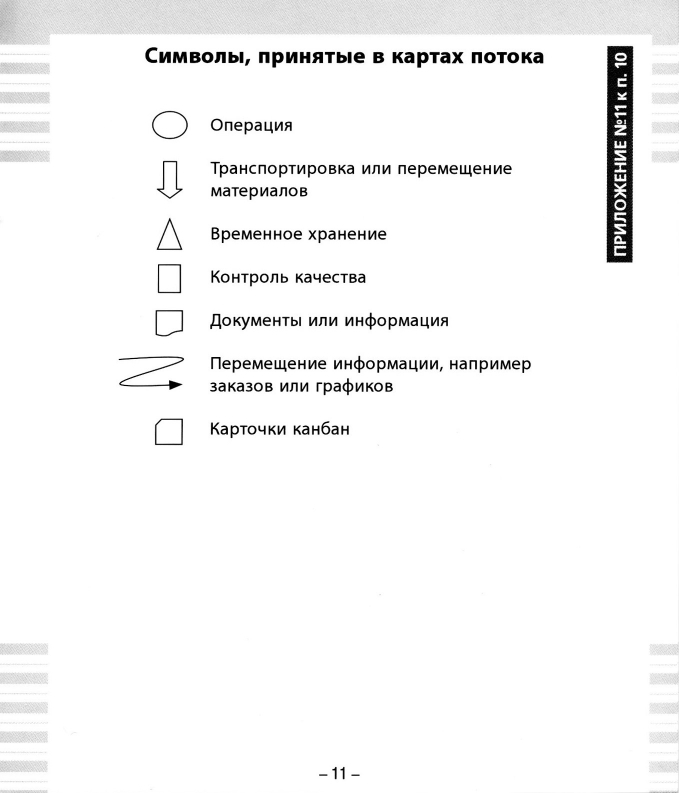 Символы, принятые в картах потока
ПРИЛОЖЕНИЕ №11 к п. 10
Операция
Транспортировка или перемещение
материалов
Временное хранение
Контроль качества
Документы или информация
Перемещение информации, например
заказов или графиков
Карточки канбан
– 11 –